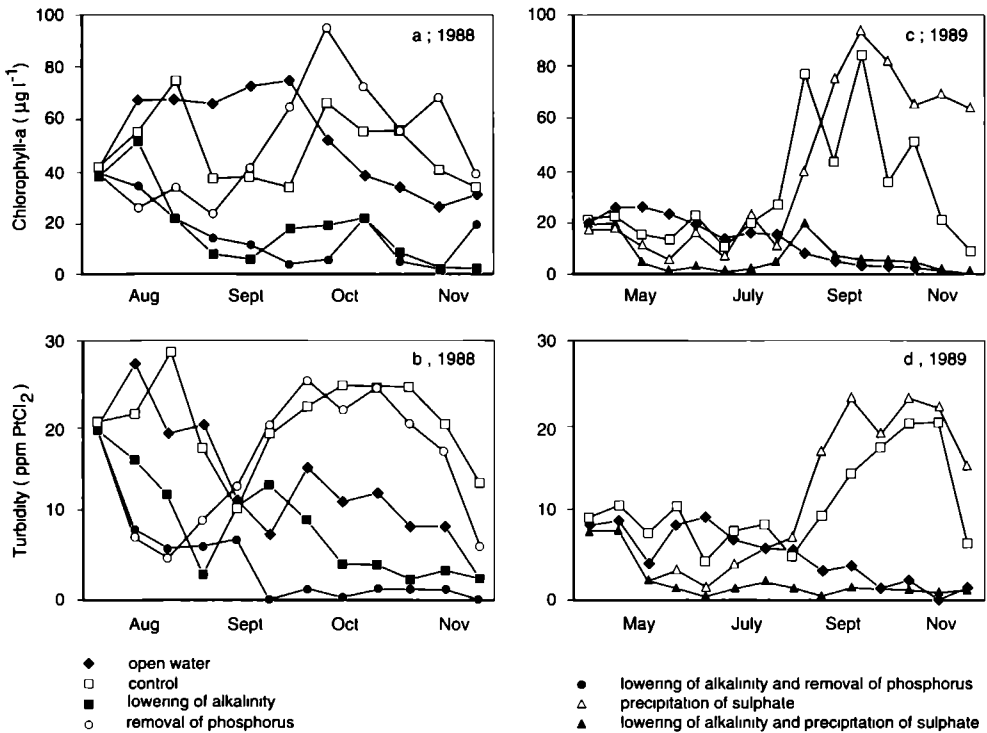 Chlorophyll-a ( µg l⁻¹)
100
80
60
40
20
0
a ; 1988
Aug Sept Oct Nov
100
80
60
40
20
0
c ; 1989
May July Sept Nov
Turbidity ( ppm PtCl₂)
30
20
10
0
b , 1988
Aug Sept Oct Nov
30
20
10
0
d , 1989
May July Sept Nov
open water
control
lowering of alkalinity
removal of phosphorus
lowering of alkalinity and removal of phosphorus
precipitation of sulphate
lowering of alkalinity and precipitation of sulphate